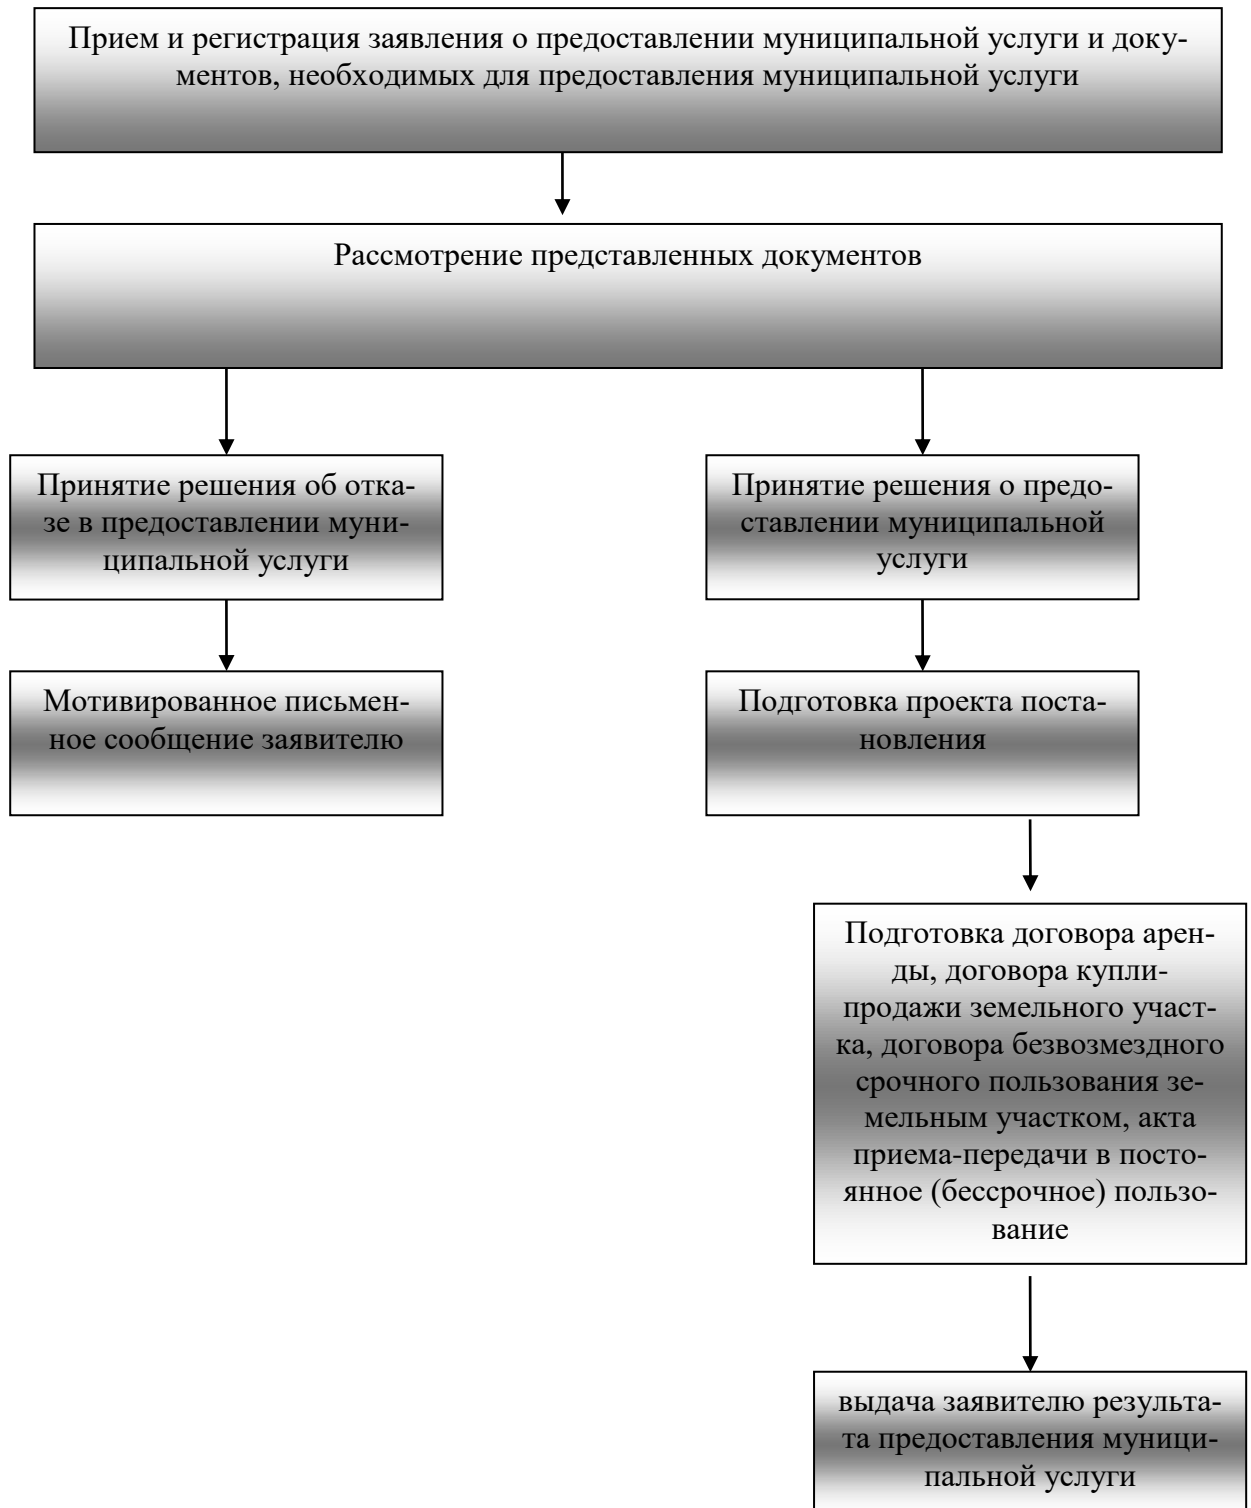 Прием и регистрация заявления о предоставлении муниципальной услуги и доку-
ментов, необходимых для предоставления муниципальной услуги
Рассмотрение представленных документов
Принятие решения об отка-
зе в предоставлении муни-
ципальной услуги
Принятие решения о предо-
ставлении муниципальной
услуги
Мотивированное письмен-
ное сообщение заявителю
Подготовка проекта поста-
новления
Подготовка договора арен-
ды, договора купли-
продажи земельного участ-
ка, договора безвозмездного
срочного пользования зе-
мельным участком, акта
приема-передачи в посто-
янное (бессрочное) пользо-
вание
выдача заявителю результа-
та предоставления муници-
пальной услуги